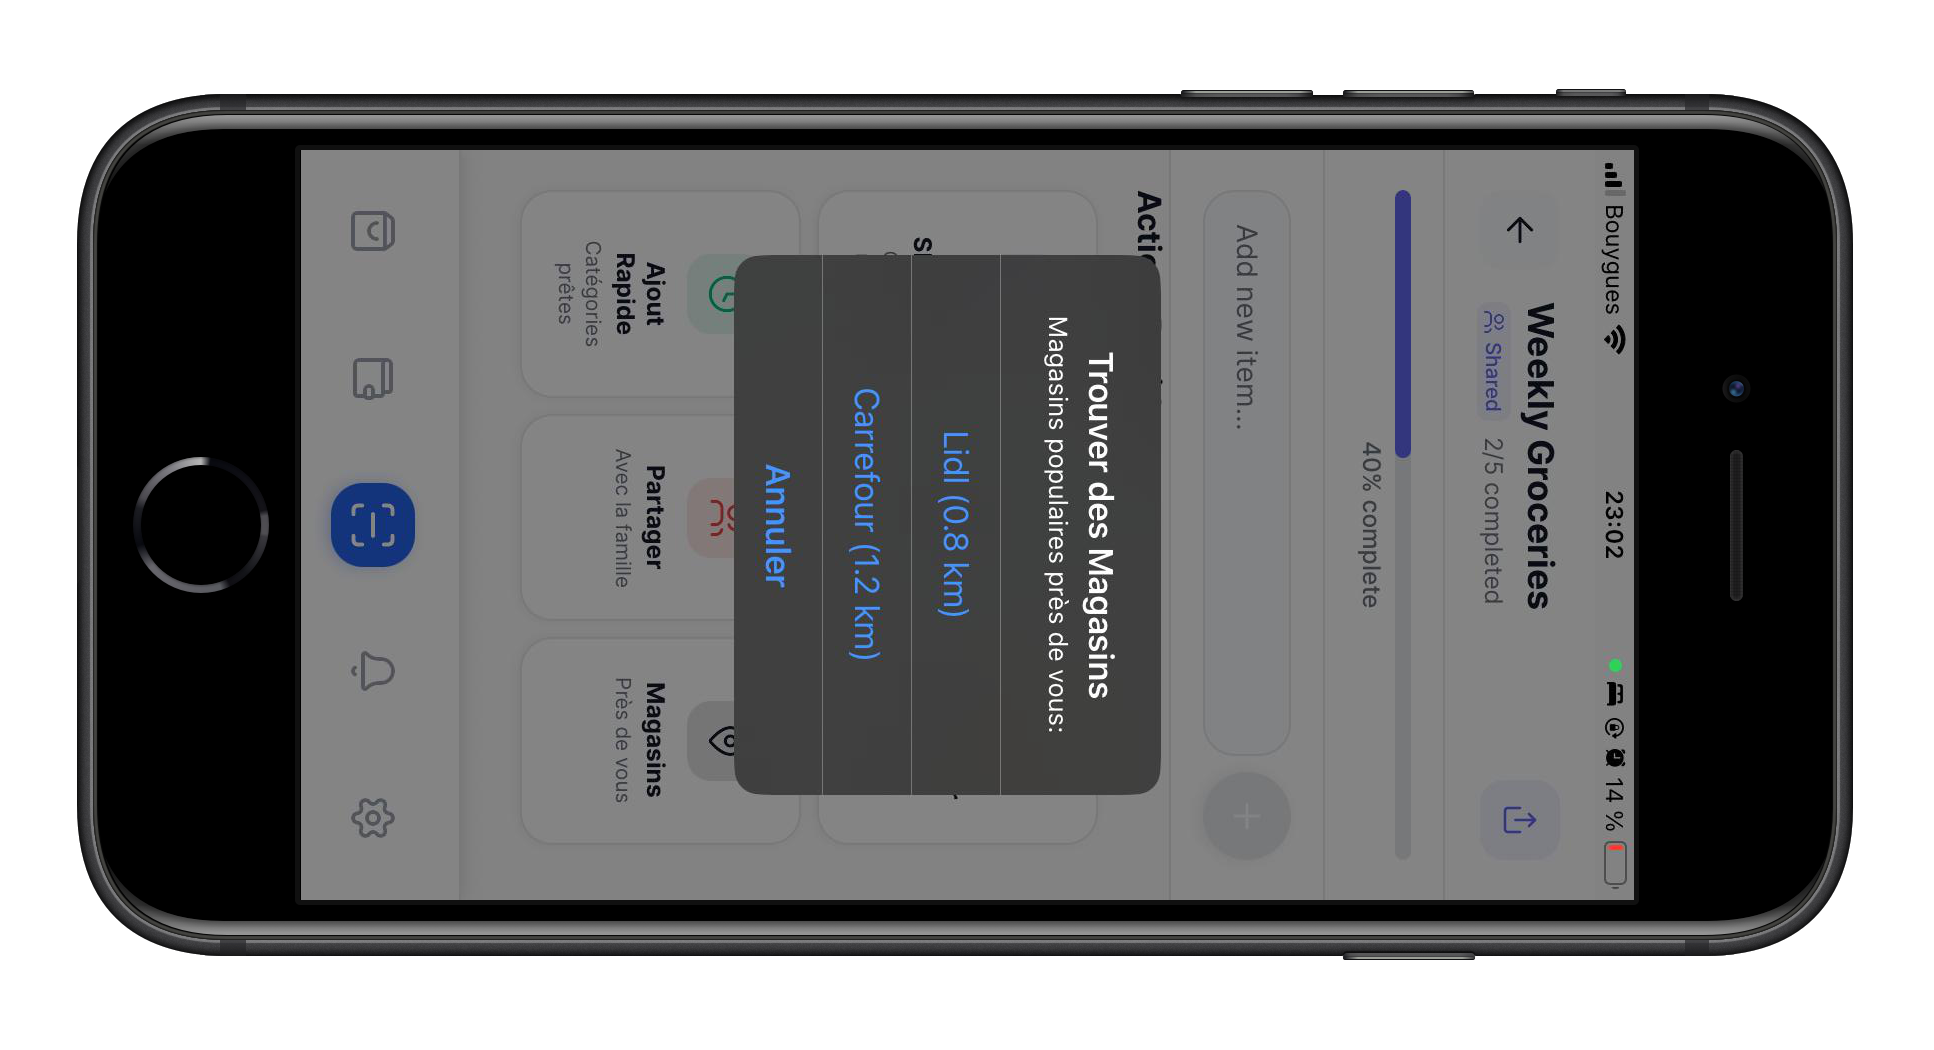 Bouygues 23:02 14 %
Weekly Groceries
Shared 2/5 completed
40% complete
Add new item...
Trouver des Magasins
Magasins populaires près de vous:
Lidl (0.8 km)
Carrefour (1.2 km)
Annuler
Ajout
Rapide
Catégories
prêtes
Partager
Avec la famille
Magasins
Près de vous